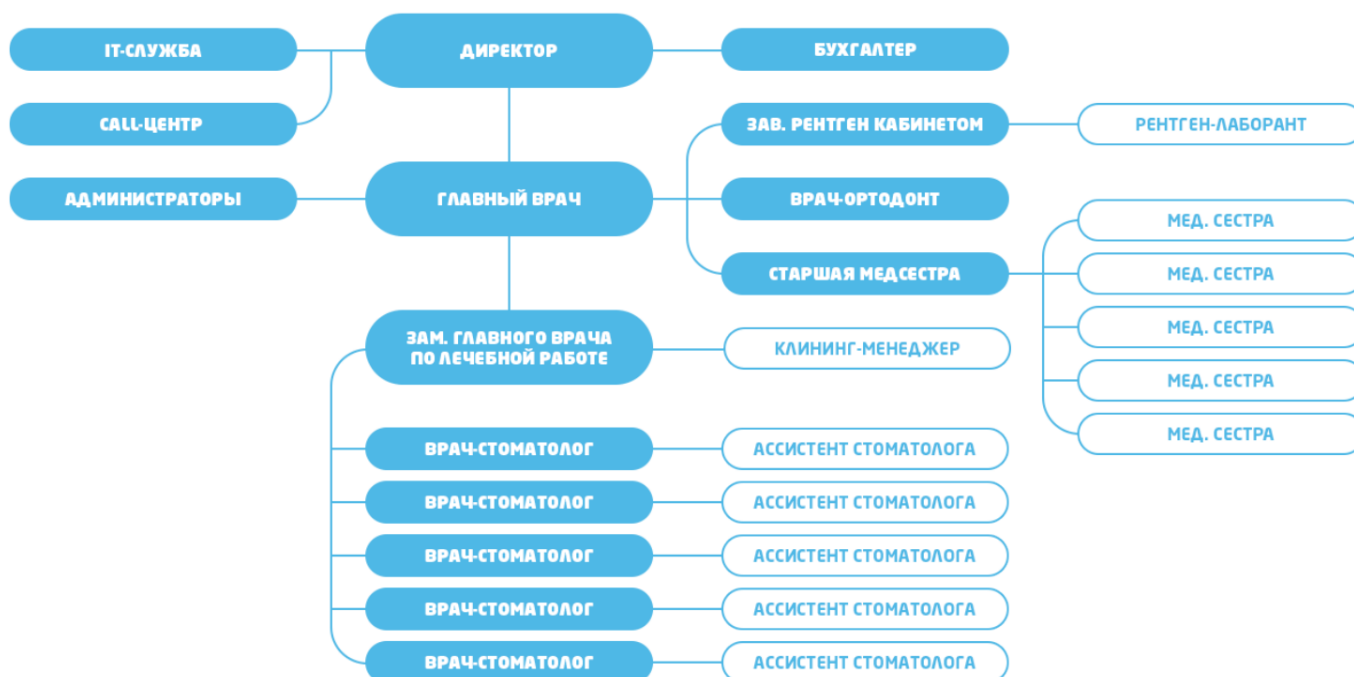 IT-СЛУЖБА
ДИРЕКТОР
БУХГАЛТЕР
CALL-ЦЕНТР
ЗАВ. РЕНТГЕН КАБИНЕТОМ
РЕНТГЕН-ЛАБОРАНТ
АДМИНИСТРАТОРЫ
ГЛАВНЫЙ ВРАЧ
ВРАЧ-ОРТОДОНТ
МЕД. СЕСТРА
СТАРШАЯ МЕДСЕСТРА
МЕД. СЕСТРА
МЕД. СЕСТРА
МЕД. СЕСТРА
МЕД. СЕСТРА
ЗАМ. ГЛАВНОГО ВРАЧА
ПО ЛЕЧЕБНОЙ РАБОТЕ
КЛИНИНГ-МЕНЕДЖЕР
ВРАЧ-СТОМАТОЛОГ
АССИСТЕНТ СТОМАТОЛОГА
ВРАЧ-СТОМАТОЛОГ
АССИСТЕНТ СТОМАТОЛОГА
ВРАЧ-СТОМАТОЛОГ
АССИСТЕНТ СТОМАТОЛОГА
ВРАЧ-СТОМАТОЛОГ
АССИСТЕНТ СТОМАТОЛОГА
ВРАЧ-СТОМАТОЛОГ
АССИСТЕНТ СТОМАТОЛОГА